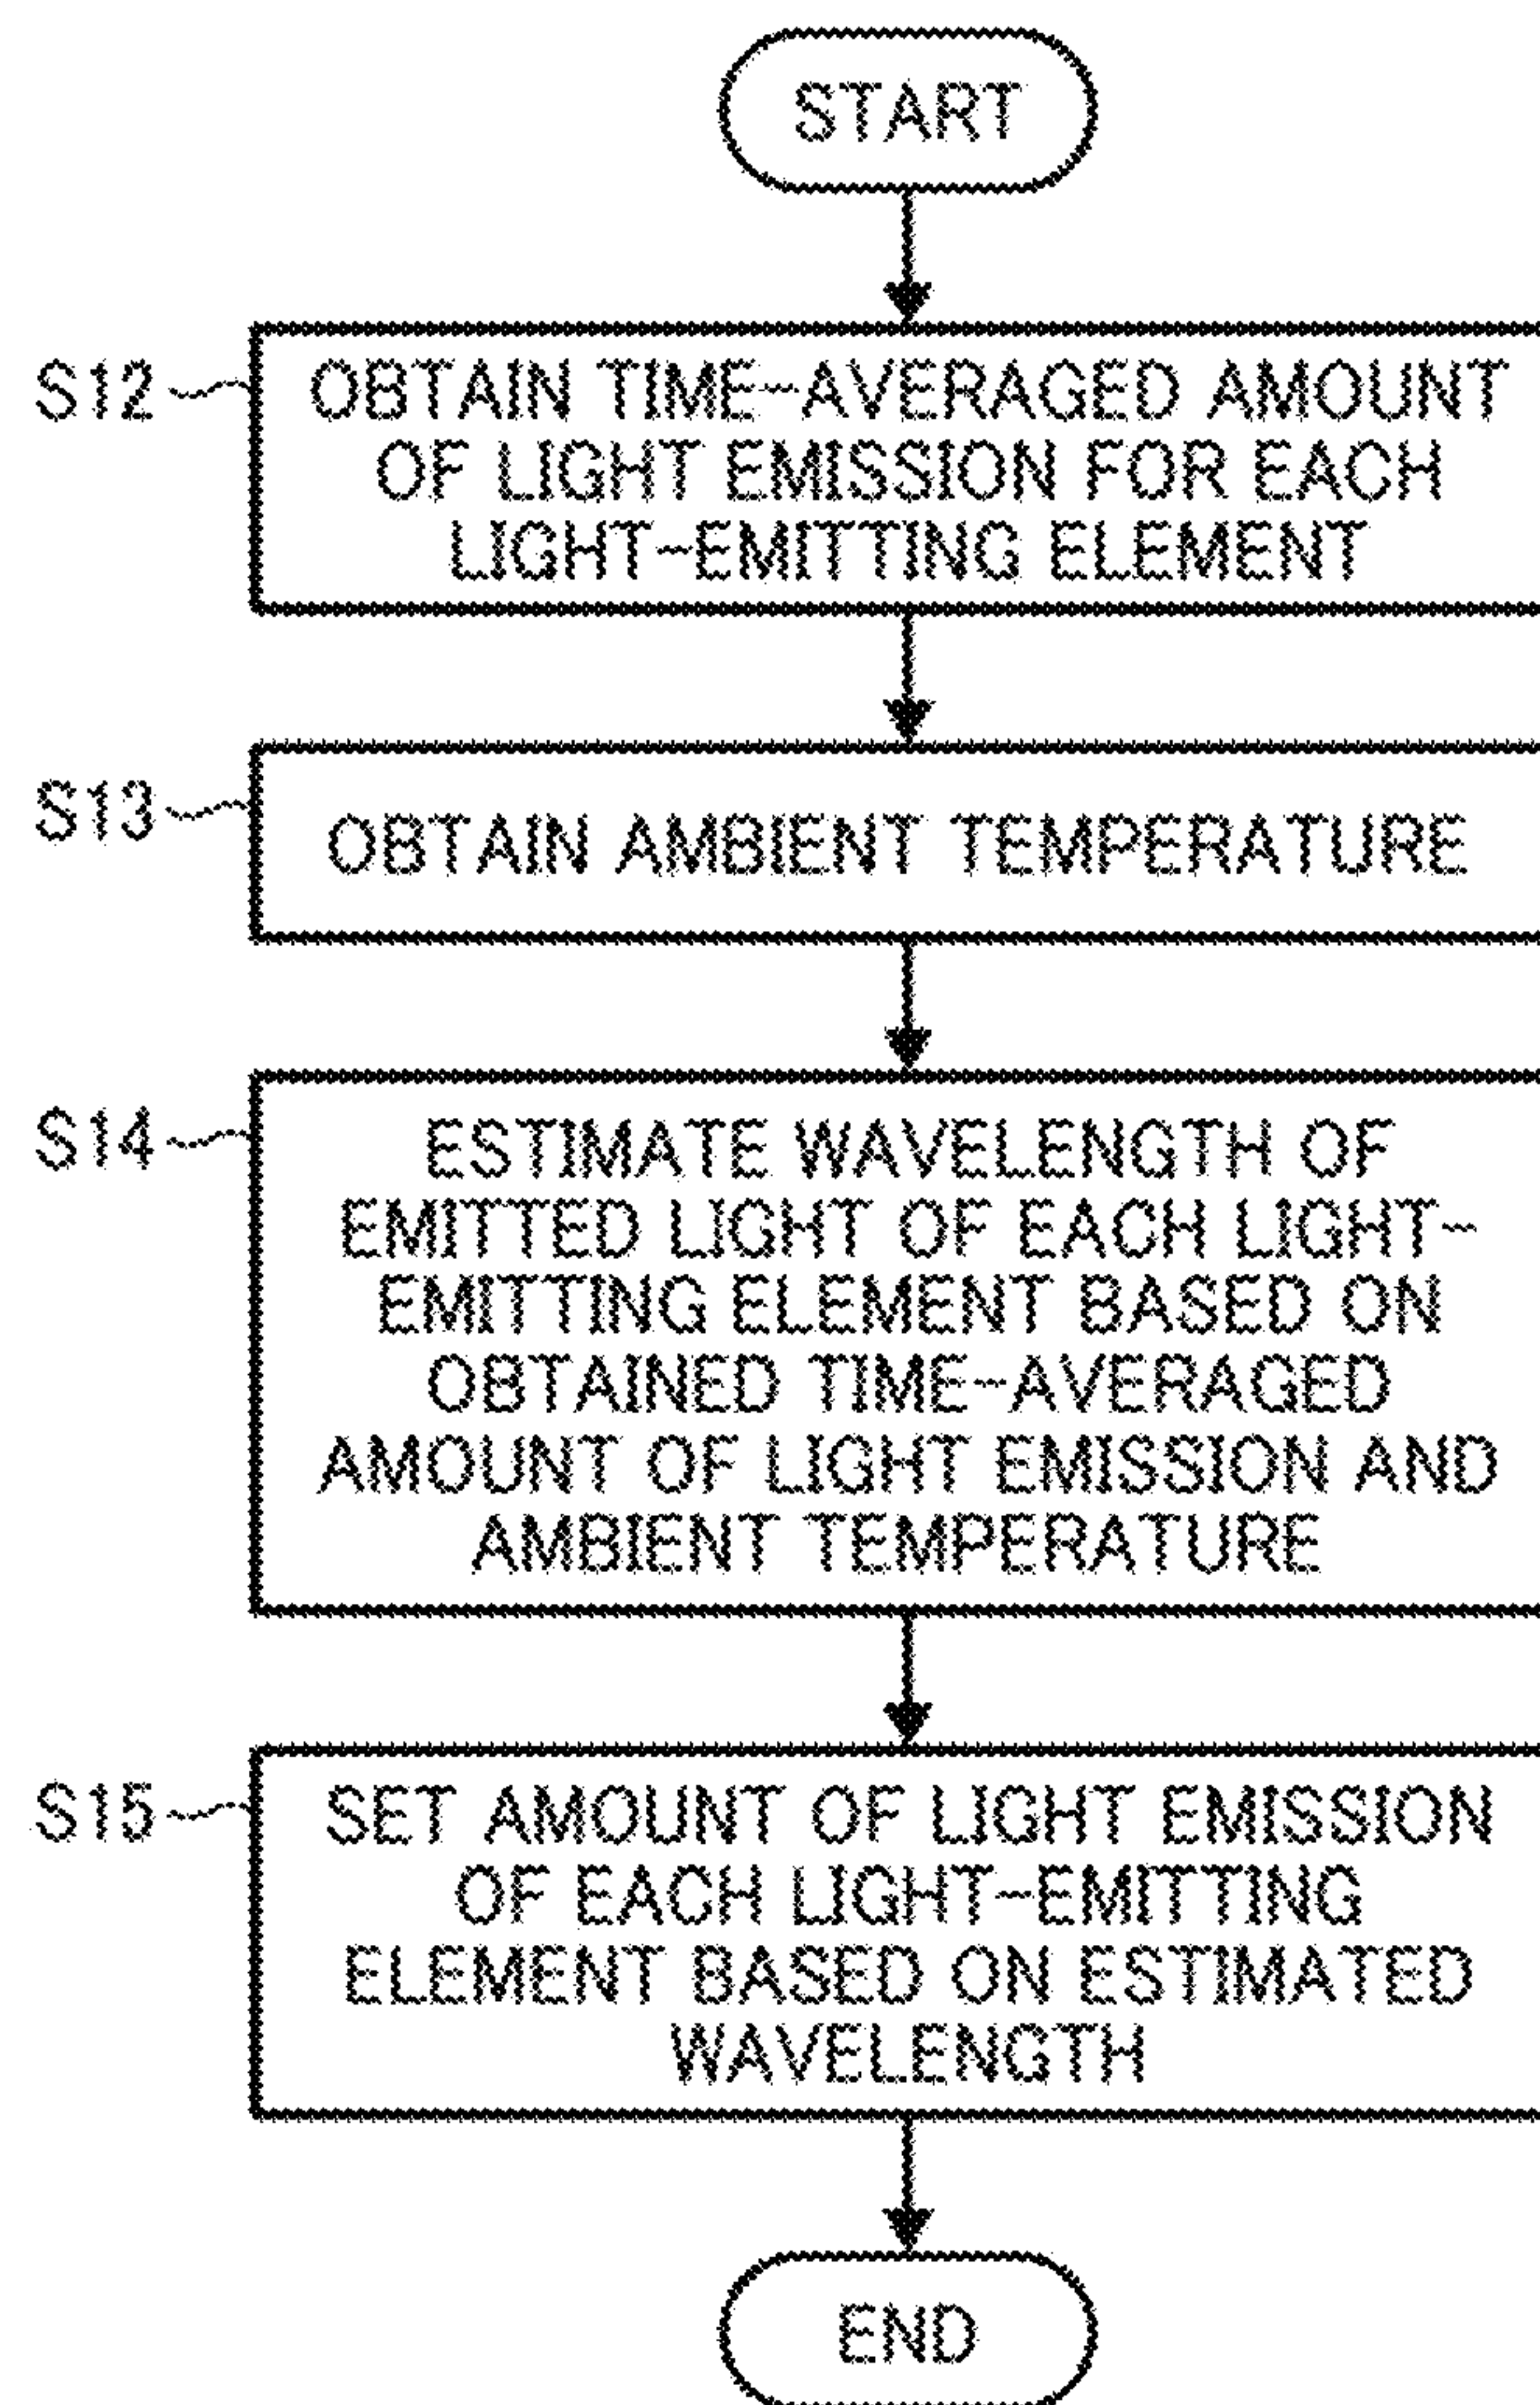 START
S12
OBTAIN TIME-AVERAGED AMOUNT
OF LIGHT EMISSION FOR EACH
LIGHT-EMITTING ELEMENT
S13
OBTAIN AMBIENT TEMPERATURE
S14
ESTIMATE WAVELENGTH OF
EMITTED LIGHT OF EACH LIGHT-
EMITTING ELEMENT BASED ON
OBTAINED TIME-AVERAGED
AMOUNT OF LIGHT EMISSION AND
AMBIENT TEMPERATURE
S15
SET AMOUNT OF LIGHT EMISSION
OF EACH LIGHT-EMITTING
ELEMENT BASED ON ESTIMATED
WAVELENGTH
END